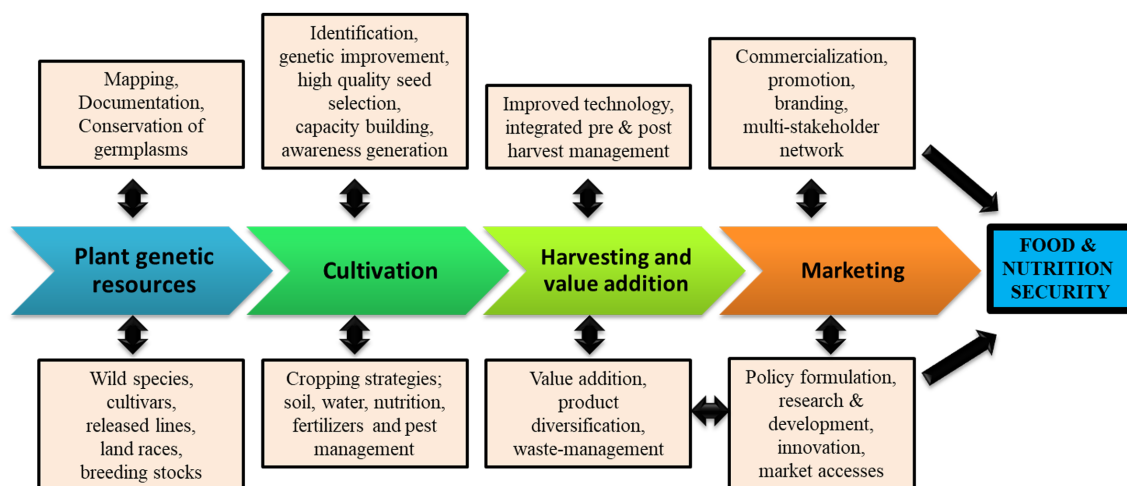 Mapping,
Documentation,
Conservation of
germplasms
Identification,
genetic improvement,
high quality seed
selection,
capacity building,
awareness generation
Improved technology,
integrated pre & post
harvest management
Commercialization,
promotion,
branding,
multi-stakeholder
network
Plant genetic
resources
Cultivation
Harvesting and
value addition
Marketing
FOOD &
NUTRITION
SECURITY
Wild species,
cultivars,
released lines,
land races,
breeding stocks
Cropping strategies;
soil, water, nutrition,
fertilizers and pest
management
Value addition,
product
diversification,
waste-management
Policy formulation,
research &
development,
innovation,
market accesses